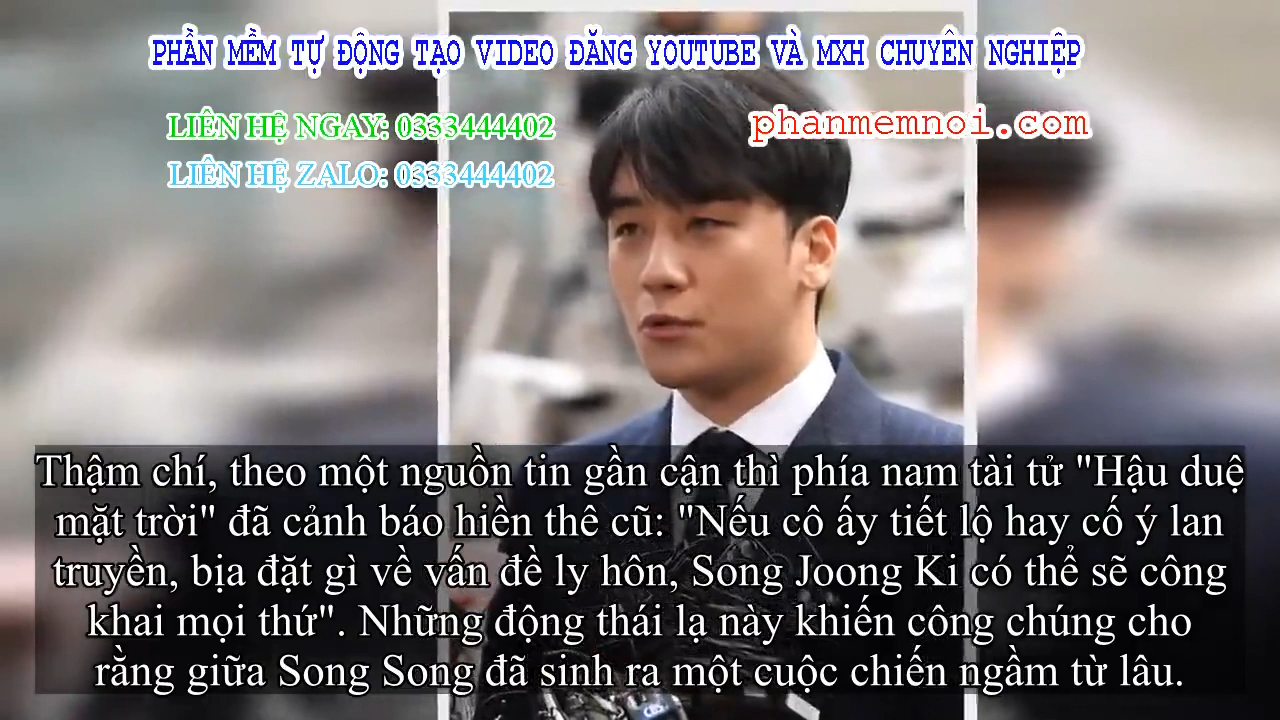 PHẦN MỀM TỰ ĐỘNG TẠO VIDEO ĐĂNG YOUTUBE VÀ MXH CHUYÊN NGHIỆP
LIÊN HỆ NGAY: 0333444402
phanmemnoi.com
LIÊN HỆ ZALO: 0333444402
Thậm chí, theo một nguồn tin gần cận thì phía nam tài tử "Hậu duệ
mặt trời" đã cảnh báo hiền thê cũ: "Nếu cô ấy tiết lộ hay cố ý lan
truyền, bịa đặt gì về vấn đề ly hôn, Song Joong Ki có thể sẽ công
khai mọi thứ". Những động thái lạ này khiến công chúng cho
rằng giữa Song Song đã sinh ra một cuộc chiến ngầm từ lâu.
CBS